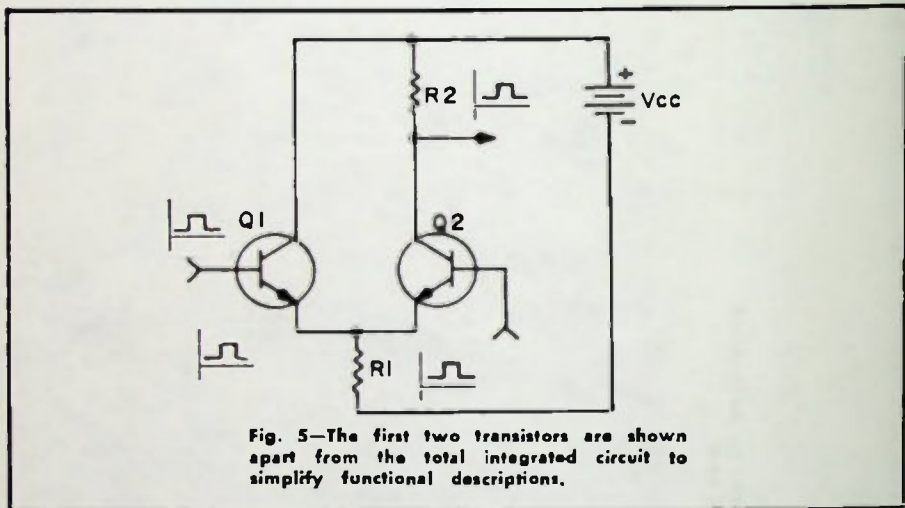 R2
+
Vcc
-
Q1
Q2
R1
Fig. 5—The first two transistors are shown
apart from the total integrated circuit to
simplify functional descriptions.